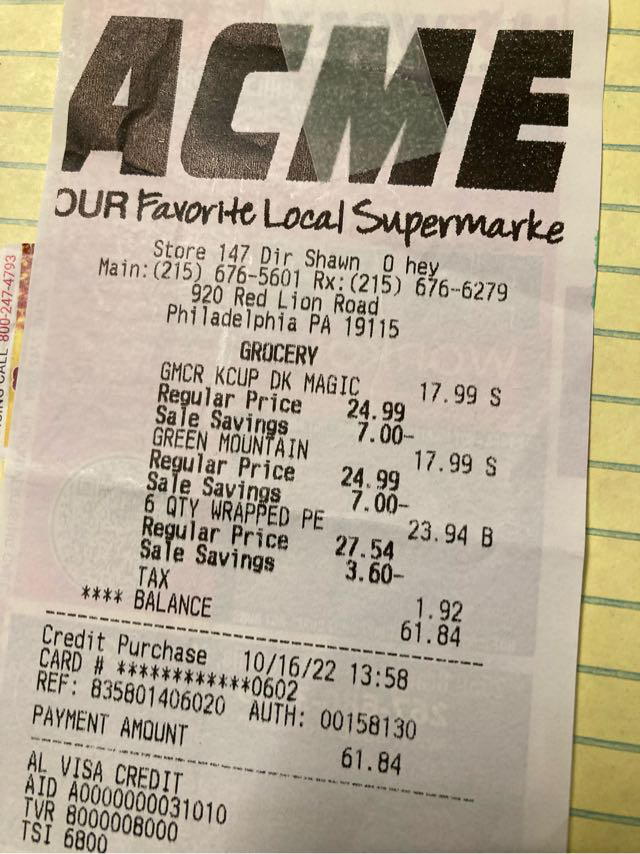 ACME
OUR Favorite Local Supermarke
Store 147 Dir Shawn O hey
Main:(215) 676-5601 Rx:(215) 676-6279
920 Red Lion Road
Philadelphia PA 19115
GROCERY
GMCR KCUP DK MAGIC 17.99 S
Regular Price 24.99
Sale Savings 7.00-
GREEN MOUNTAIN 17.99 S
Regular Price 24.99
Sale Savings 7.00-
6 QTY WRAPPED PE 23.94 B
Regular Price 27.54
Sale Savings 3.60-
TAX 1.92
**** BALANCE 61.84
Credit Purchase 10/16/22 13:58
CARD # ************0602
REF: 835801406020 AUTH: 00158130
PAYMENT AMOUNT 61.84
AL VISA CREDIT
AID A0000000031010
TVR 8000008000
TSI 6800
CALL 800-247-4793